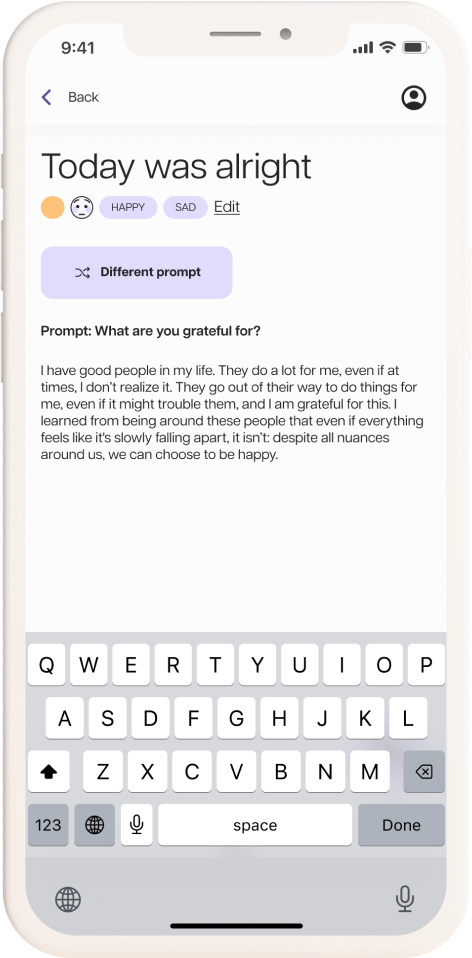 9:41
Back
Today was alright
HAPPY SAD Edit
Different prompt
Prompt: What are you grateful for?
I have good people in my life. They do a lot for me, even if at
times, I don't realize it. They go out of their way to do things for
me, even if it might trouble them, and I am grateful for this. I
learned from being around these people that even if everything
feels like it's slowly falling apart, it isn't: despite all nuances
around us, we can choose to be happy.
Q W E R T Y U I O P
A S D F G H J K L
Z X C V B N M
123 space Done